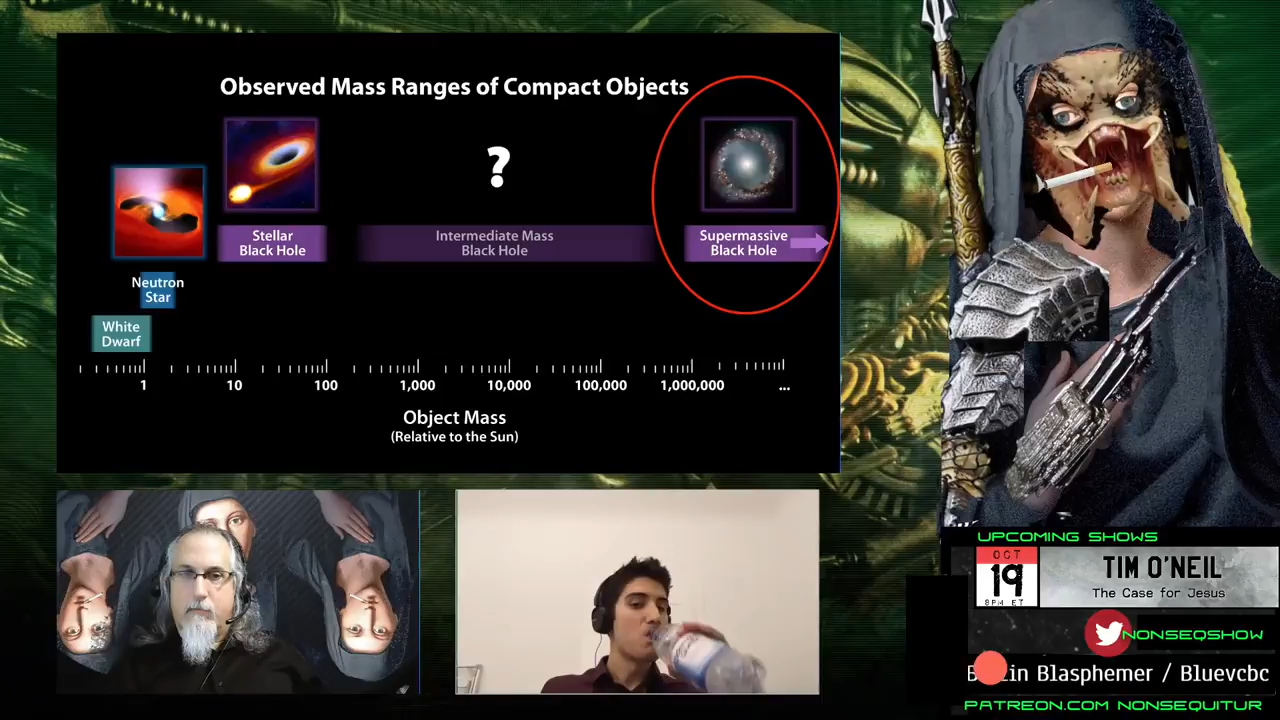 Observed Mass Ranges of Compact Objects
?
Stellar
Black Hole
Intermediate Mass
Black Hole
Supermassive
Black Hole
Neutron
Star
White
Dwarf
1
10
100
1,000
10,000
100,000
1,000,000
...
Object Mass
(Relative to the Sun)
UPCOMING SHOWS
OCT
19
8PM ET
TIM O'NEIL
The Case for Jesus
NONSEQSHOW
Blasphemer / Bluevcbc
PATREON.COM NONSEQUITUR